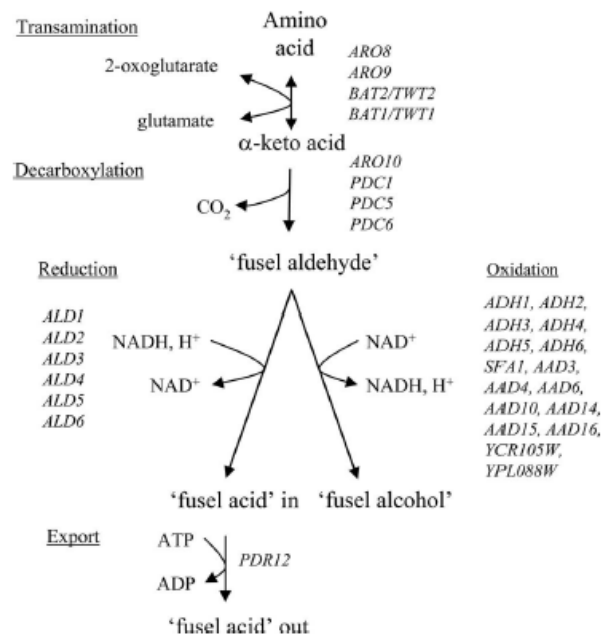 Transamination
Amino
acid
2-oxoglutarate
glutamate
ARO8
ARO9
BAT2/TWT2
BAT1/TWT1
α-keto acid
Decarboxylation
ARO10
PDC1
PDC5
PDC6
CO2
'fusel aldehyde'
Reduction
ALD1
ALD2
ALD3
ALD4
ALD5
ALD6
NADH, H+
NAD+
NAD+
NADH, H+
Oxidation
ADH1, ADH2,
ADH3, ADH4,
ADH5, ADH6,
SFA1, AAD3,
AAD4, AAD6,
AAD10, AAD14,
AAD15, AAD16,
YCR105W,
YPL088W
'fusel acid' in 'fusel alcohol'
Export
ATP
ADP
PDR12
'fusel acid' out